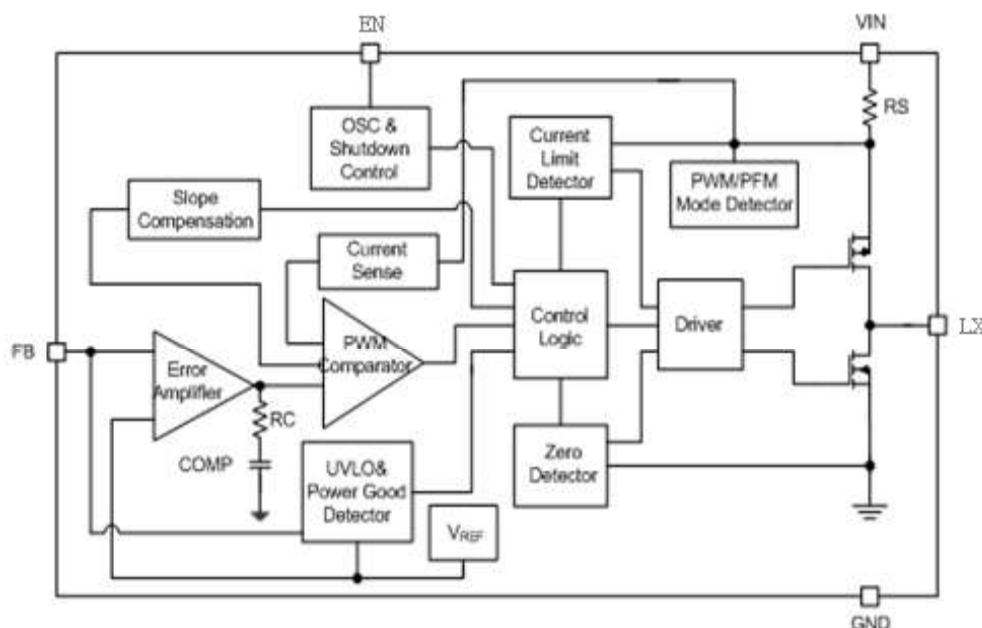 EN
VIN
RS
OSC &
Shutdown
Control
Current
Limit
Detector
PWM/PFM
Mode Detector
Slope
Compensation
Current
Sense
Control
Logic
Driver
LX
FB
Error
Amplifier
PWM
Comparator
RC
COMP
UVLO&
Power Good
Detector
VREF
Zero
Detector
GND